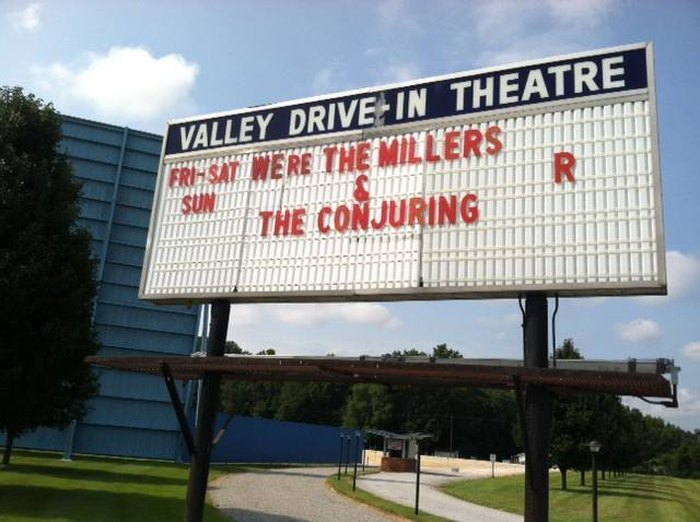 VALLEY DRIVE-IN THEATRE
FRI-SAT WERE THE MILLERS R
SUN &
THE CONJURING